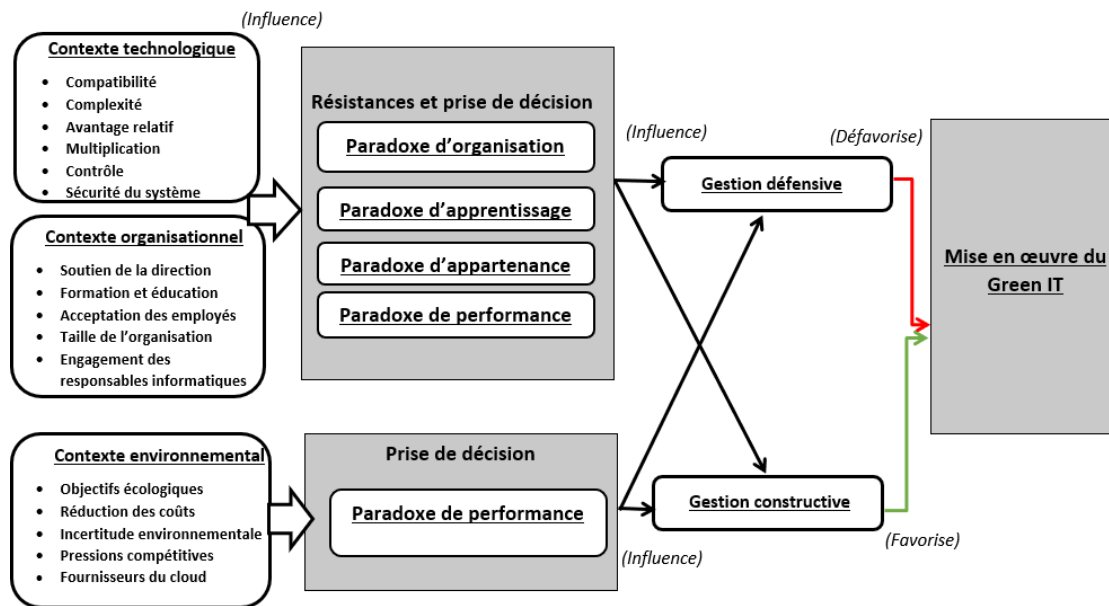 (Influence)
Contexte technologique
• Compatibilité
• Complexité
• Avantage relatif
• Multiplication
• Contrôle
• Sécurité du système
Contexte organisationnel
• Soutien de la direction
• Formation et éducation
• Acceptation des employés
• Taille de l'organisation
• Engagement des
responsables informatiques
Contexte environnemental
• Objectifs écologiques
• Réduction des coûts
• Incertitude environnementale
• Pressions compétitives
• Fournisseurs du cloud
Résistances et prise de décision
Paradoxe d'organisation
Paradoxe d'apprentissage
Paradoxe d'appartenance
Paradoxe de performance
Prise de décision
Paradoxe de performance
(Influence)
Gestion défensive
Gestion constructive
(Influence)
(Défavorise)
(Favorise)
Mise en œuvre du
Green IT